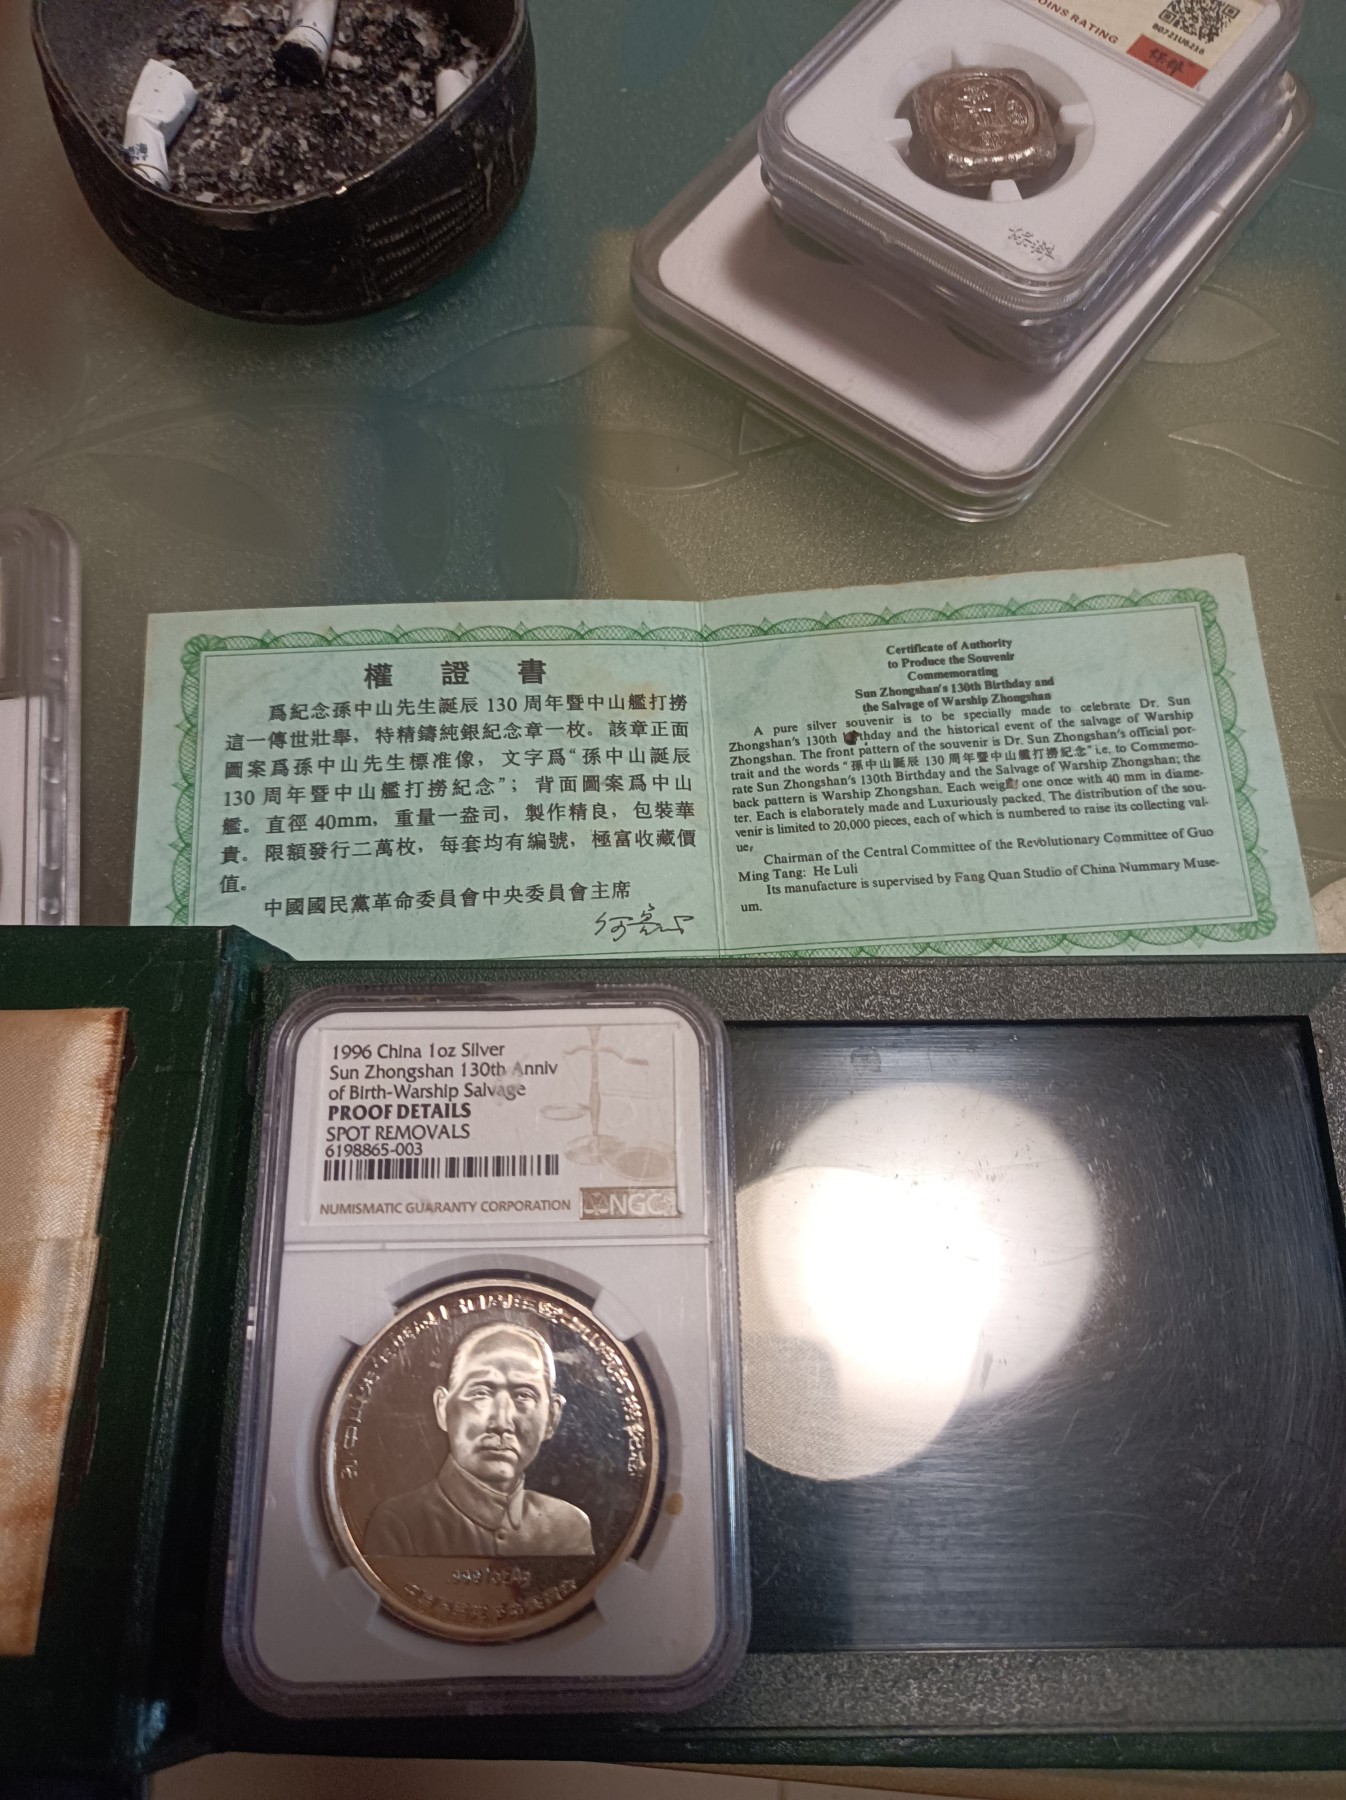 OINS RATING
80721U6216
權 證 書
爲紀念孫中山先生誕辰 130 周年暨中山艦打撈
這一傳世壯舉，特精鑄純銀紀念章一枚。該章正面
圖案爲孫中山先生標准像，文字爲“孫中山誕辰
130 周年暨中山艦打撈紀念”；背面圖案爲中山
艦。直徑 40mm，重量一盎司，製作精良，包裝華
貴。限額發行二萬枚，每套均有編號，極富收藏價
值。
中國國民黨革命委員會中央委員會主席
Certificate of Authority
to Produce the Souvenir
Commemorating
Sun Zhongshan's 130th Birthday and
the Salvage of Warship Zhongshan
A pure silver souvenir is to be specially made to celebrate Dr. Sun
Zhongshan's 130th thday and the historical event of the salvage of Warship
Zhongshan. The front pattern of the souvenir is Dr. Sun Zhongshan's official por-
trait and the words “孫中山誕辰 130 周年暨中山艦打撈紀念” i.e. to Commemo-
rate Sun Zhongshan's 130th Birthday and the Salvage of Warship Zhongshan; the
back pattern is Warship Zhongshan. Each weigh one once with 40 mm in diame-
ter. Each is elaborately made and Luxuriously packed. The distribution of the sou-
venir is limited to 20,000 pieces, each of which is numbered to raise its collecting val-
ue,
Chairman of the Central Committee of the Revolutionary Committee of Guo
Ming Tang: He Luli
Its manufacture is supervised by Fang Quan Studio of China Nummary Muse-
um.
1996 China 1oz Silver
Sun Zhongshan 130th Anniv
of Birth-Warship Salvage
PROOF DETAILS
SPOT REMOVALS
6198865-003
NUMISMATIC GUARANTY CORPORATION NGC